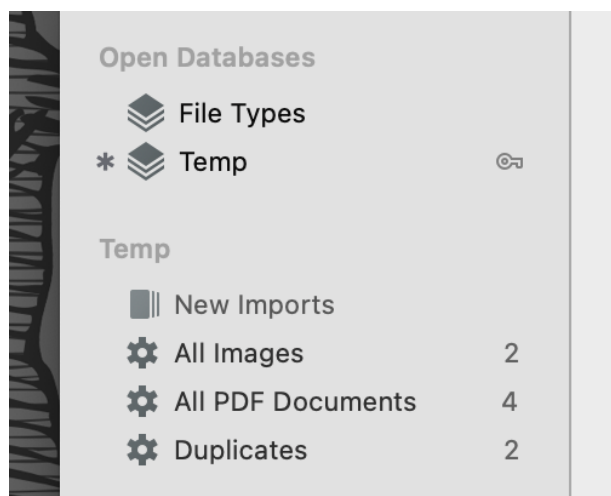 Open Databases
File Types
* Temp
Temp
New Imports
All Images 2
All PDF Documents 4
Duplicates 2